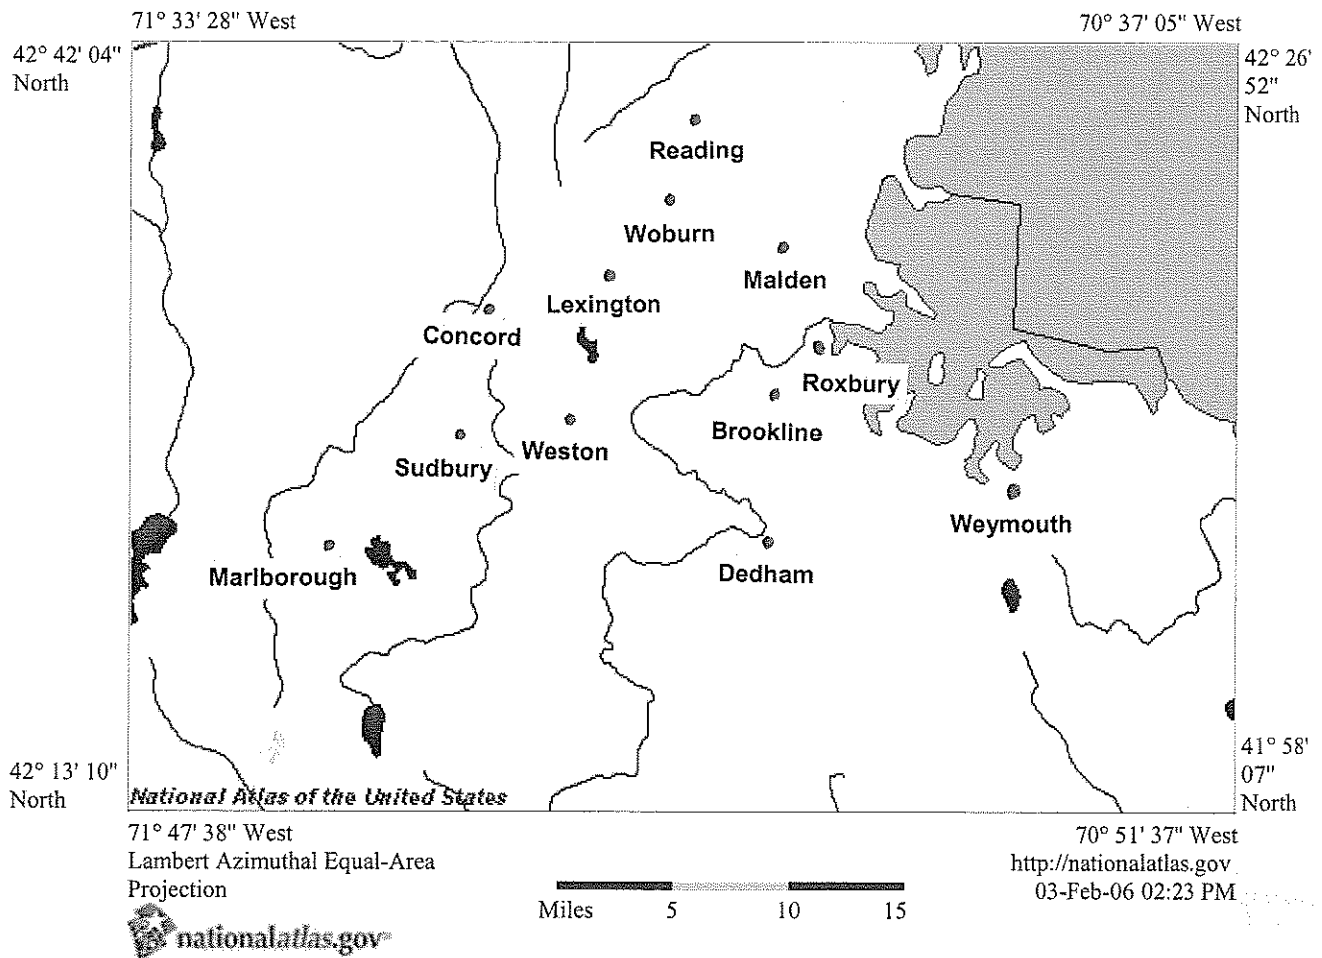 71° 33' 28" West
70° 37' 05" West
42° 42' 04"
North
42° 26'
52"
North
Reading
Woburn
Malden
Lexington
Concord
Roxbury
Brookline
Weston
Sudbury
Weymouth
Dedham
Marlborough
42° 13' 10"
North
41° 58'
07"
North
National Atlas of the United States
71° 47' 38" West
70° 51' 37" West
Lambert Azimuthal Equal-Area
Projection
http://nationalatlas.gov
03-Feb-06 02:23 PM
Miles 5 10 15
nationalatlas.gov